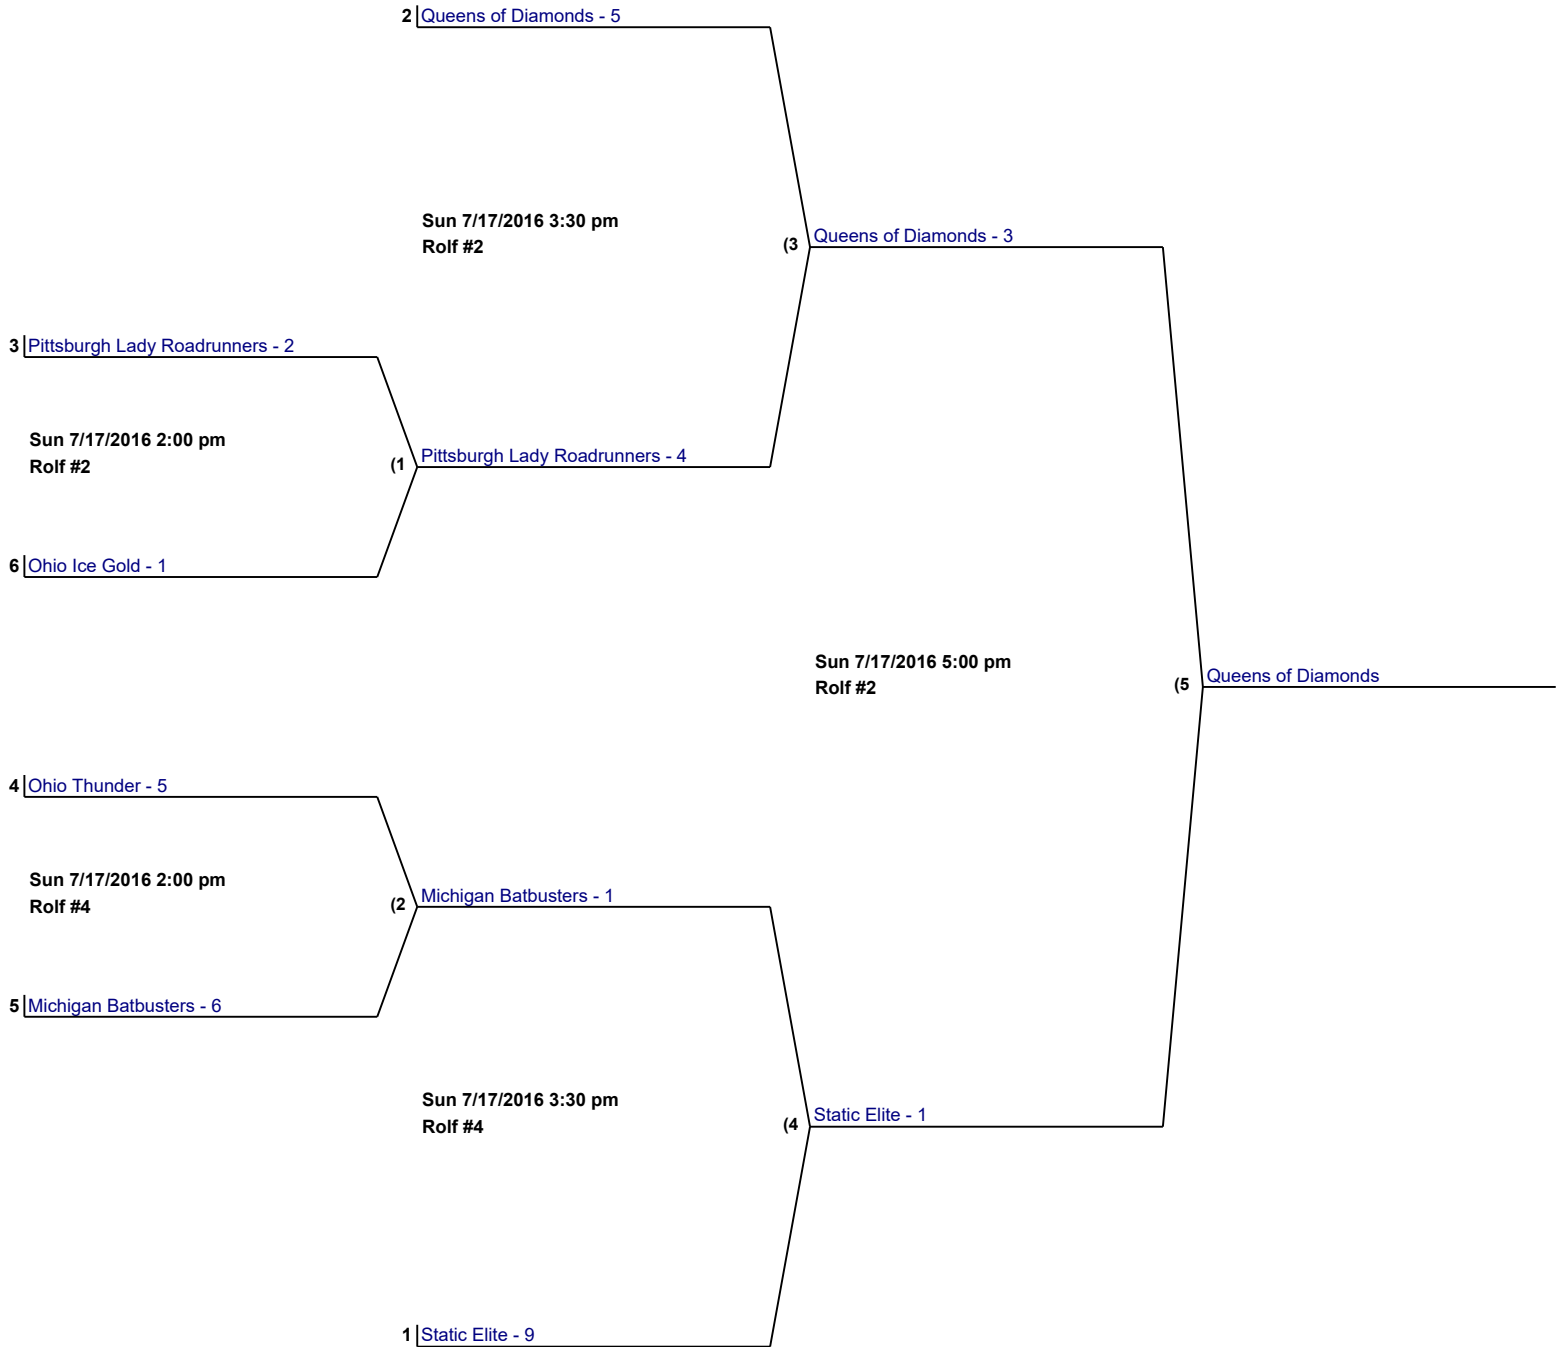 2 Queens of Diamonds - 5
Sun 7/17/2016 3:30 pm
Rolf #2
(3 Queens of Diamonds - 3
3 Pittsburgh Lady Roadrunners - 2
Sun 7/17/2016 2:00 pm
Rolf #2
(1 Pittsburgh Lady Roadrunners - 4
6 Ohio Ice Gold - 1
Sun 7/17/2016 5:00 pm
Rolf #2
(5 Queens of Diamonds
4 Ohio Thunder - 5
Sun 7/17/2016 2:00 pm
Rolf #4
(2 Michigan Batbusters - 1
5 Michigan Batbusters - 6
Sun 7/17/2016 3:30 pm
Rolf #4
(4 Static Elite - 1
1 Static Elite - 9